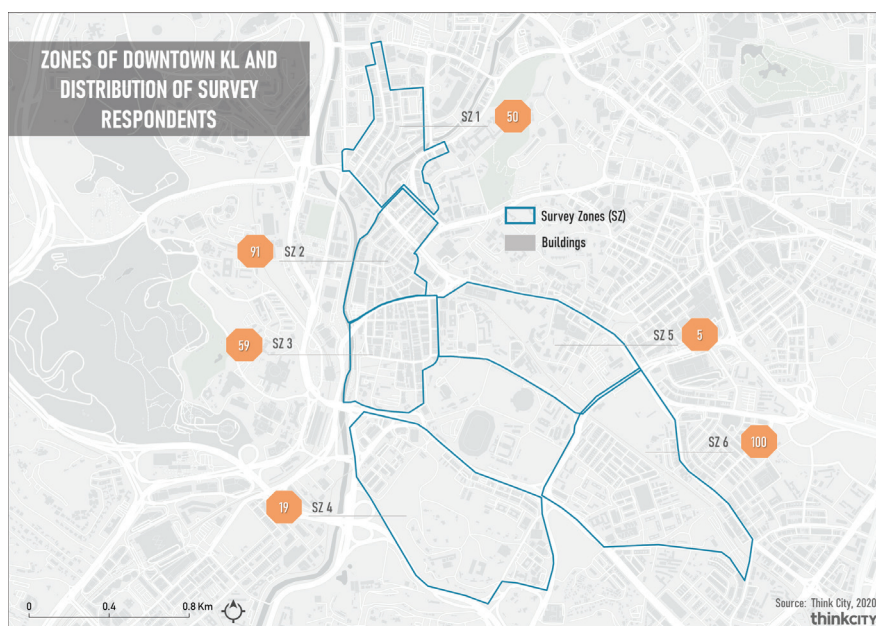 ZONES OF DOWNTOWN KL AND
DISTRIBUTION OF SURVEY
RESPONDENTS
SZ 1
50
Survey Zones (SZ)
Buildings
91
SZ 2
59
SZ 3
SZ 5
5
SZ 6
100
19
SZ 4
0
0.4
0.8 Km
Source: Think City, 2020
thinkCITY